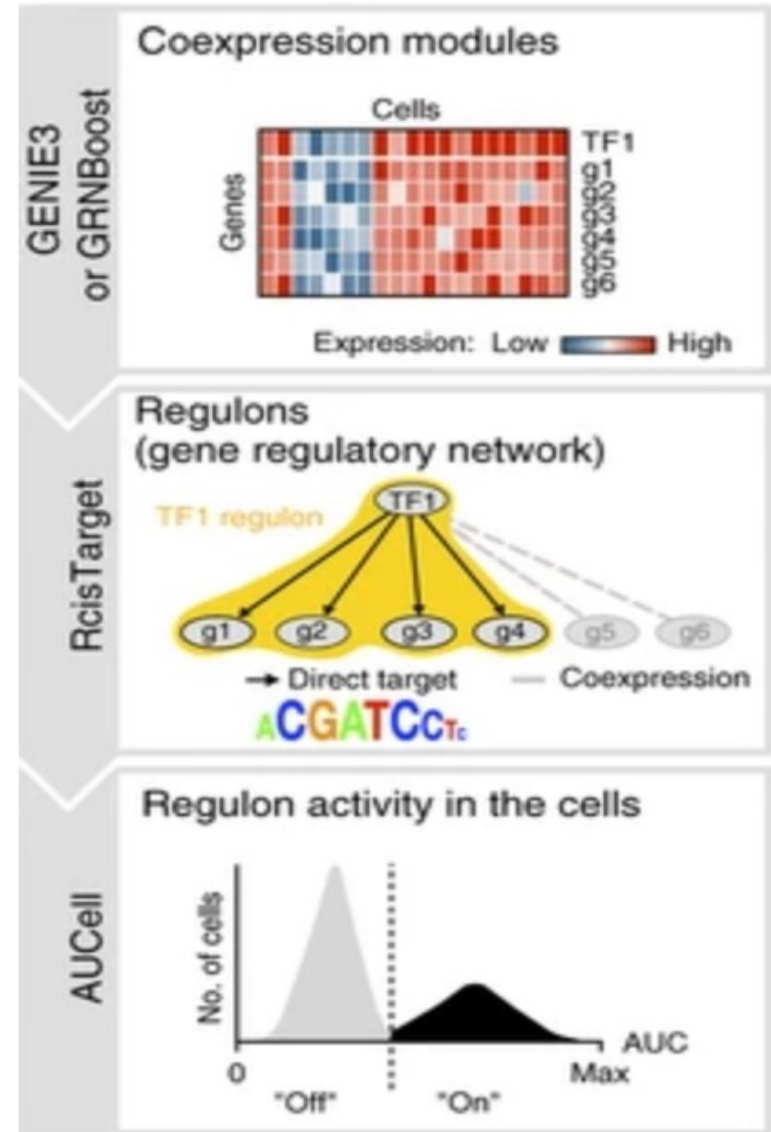 GENIE3
or GRNBoost
Coexpression modules
Cells
Genes
TF1
g1
g2
g3
g4
g5
g6
Expression: Low High
RcisTarget
Regulons
(gene regulatory network)
TF1 regulon
TF1
g1 g2 g3 g4 g5 g6
Direct target Coexpression
ACGATCCTc
AUCell
Regulon activity in the cells
No. of cells
AUC
0 Max
"Off" "On"